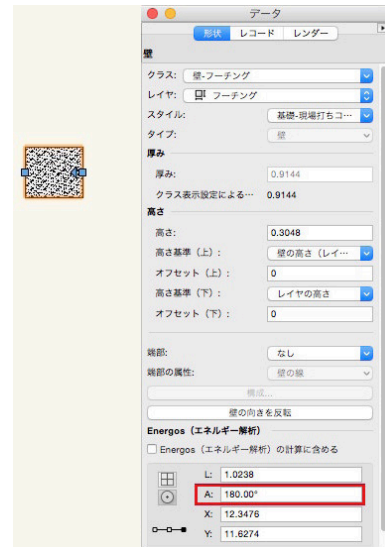 データ
形状 レコード レンダー
壁
クラス: 壁-フーチング
レイヤ: フーチング
スタイル: 基礎-現場打ちコ…
タイプ: 壁
厚み
厚み: 0.9144
クラス表示設定による… 0.9144
高さ
高さ: 0.3048
高さ基準（上）: 壁の高さ（レイ…
オフセット（上）: 0
高さ基準（下）: レイヤの高さ
オフセット（下）: 0
端部: なし
端部の属性: 壁の線
構成...
壁の向きを反転
Energos（エネルギー解析）
Energos（エネルギー解析）の計算に含める
L: 1.0238
A: 180.00°
X: 12.3476
Y: 11.6274